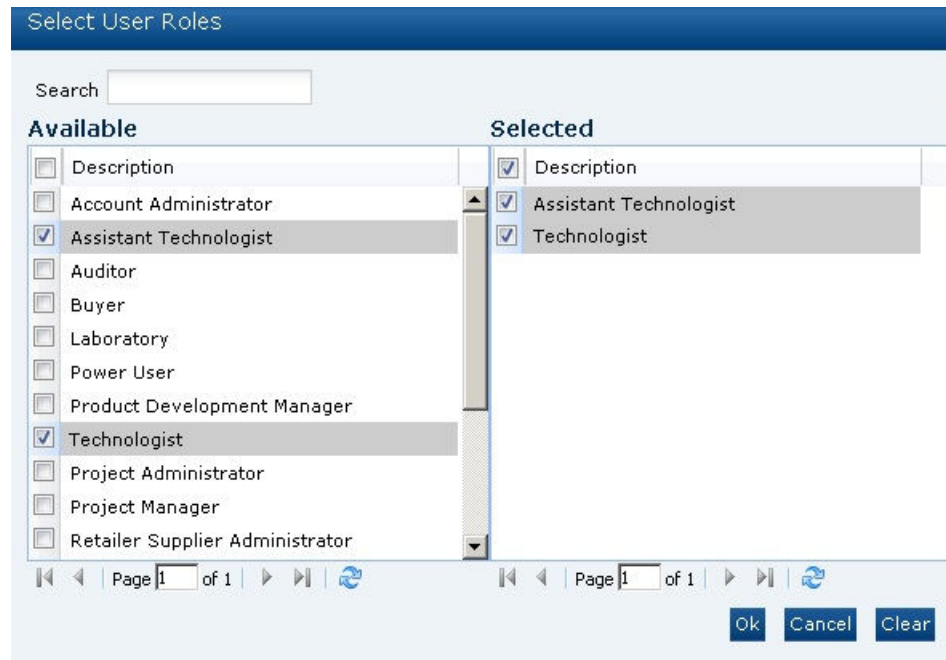 Select User Roles
Search
Available
Selected
Description
Account Administrator
Assistant Technologist
Auditor
Buyer
Laboratory
Power User
Product Development Manager
Technologist
Project Administrator
Project Manager
Retailer Supplier Administrator
Page 1 of 1
Description
Assistant Technologist
Technologist
Page 1 of 1
Ok Cancel Clear